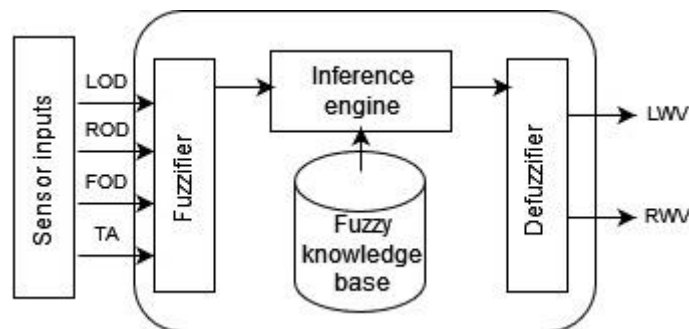 Sensor inputs
LOD
ROD
FOD
TA
Fuzzifier
Inference
engine
Fuzzy
knowledge
base
Defuzzifier
LWV
RWV